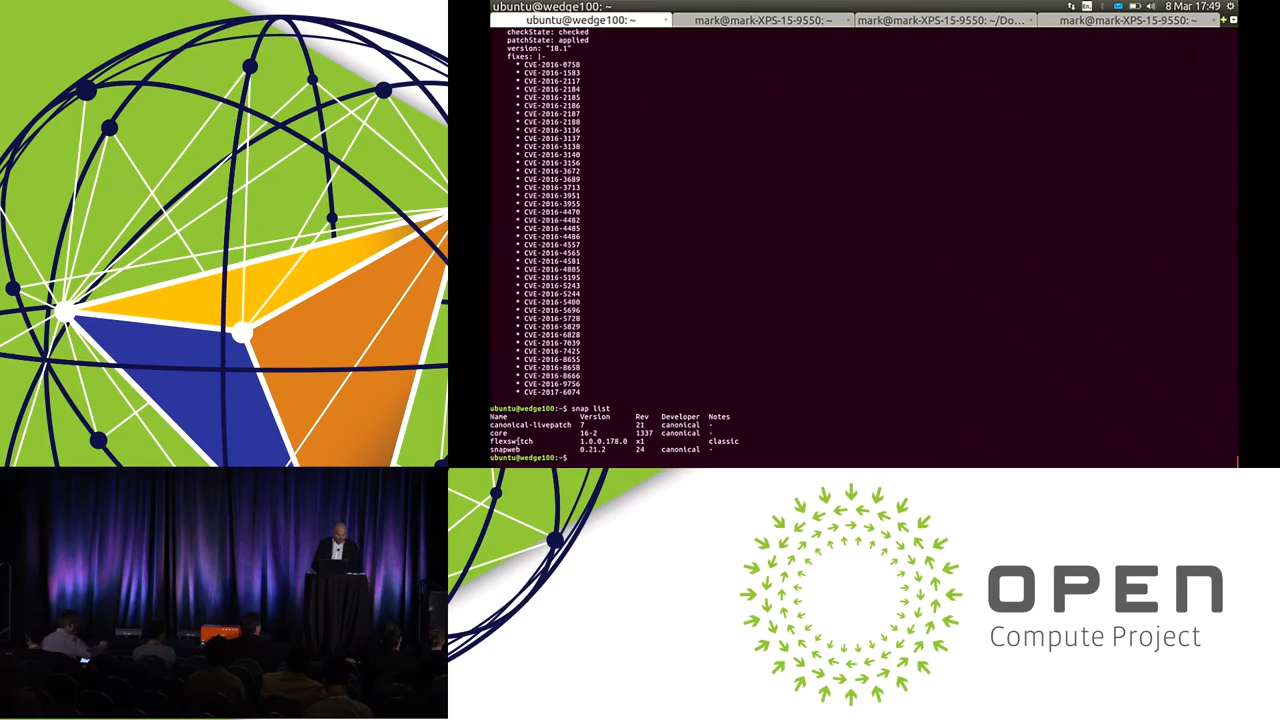 ubuntu@wedge100: ~
8 Mar 17:49
ubuntu@wedge100: ~
mark@mark-XPS-15-9550: ~
mark@mark-XPS-15-9550: ~/Do...
mark@mark-XPS-15-9550: ~
checkState: checked
patchState: applied
version: "18.1"
fixes: |-
* CVE-2016-0758
* CVE-2016-1583
* CVE-2016-2117
* CVE-2016-2184
* CVE-2016-2185
* CVE-2016-2186
* CVE-2016-2187
* CVE-2016-2188
* CVE-2016-3136
* CVE-2016-3137
* CVE-2016-3138
* CVE-2016-3140
* CVE-2016-3156
* CVE-2016-3672
* CVE-2016-3689
* CVE-2016-3713
* CVE-2016-3951
* CVE-2016-3955
* CVE-2016-4470
* CVE-2016-4482
* CVE-2016-4485
* CVE-2016-4486
* CVE-2016-4557
* CVE-2016-4565
* CVE-2016-4581
* CVE-2016-4805
* CVE-2016-5195
* CVE-2016-5243
* CVE-2016-5244
* CVE-2016-5400
* CVE-2016-5696
* CVE-2016-5728
* CVE-2016-5829
* CVE-2016-6828
* CVE-2016-7039
* CVE-2016-7425
* CVE-2016-8655
* CVE-2016-8658
* CVE-2016-8666
* CVE-2016-9756
* CVE-2017-6074
ubuntu@wedge100:~$ snap list
Name Version Rev Developer Notes
canonical-livepatch 7 21 canonical -
core 16-2 1337 canonical -
flexswitch 1.0.0.178.0 x1 classic
snapweb 0.21.2 24 canonical -
ubuntu@wedge100:~$
OPEN
Compute Project